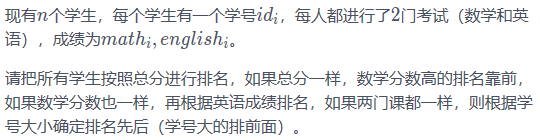 现有n个学生，每个学生有一个学号id_i，每人都进行了2门考试（数学和英
语），成绩为math_i, english_i。
请把所有学生按照总分进行排名，如果总分一样，数学分数高的排名靠前，
如果数学分数也一样，再根据英语成绩排名，如果两门课都一样，则根据学
号大小确定排名先后（学号大的排前面）。